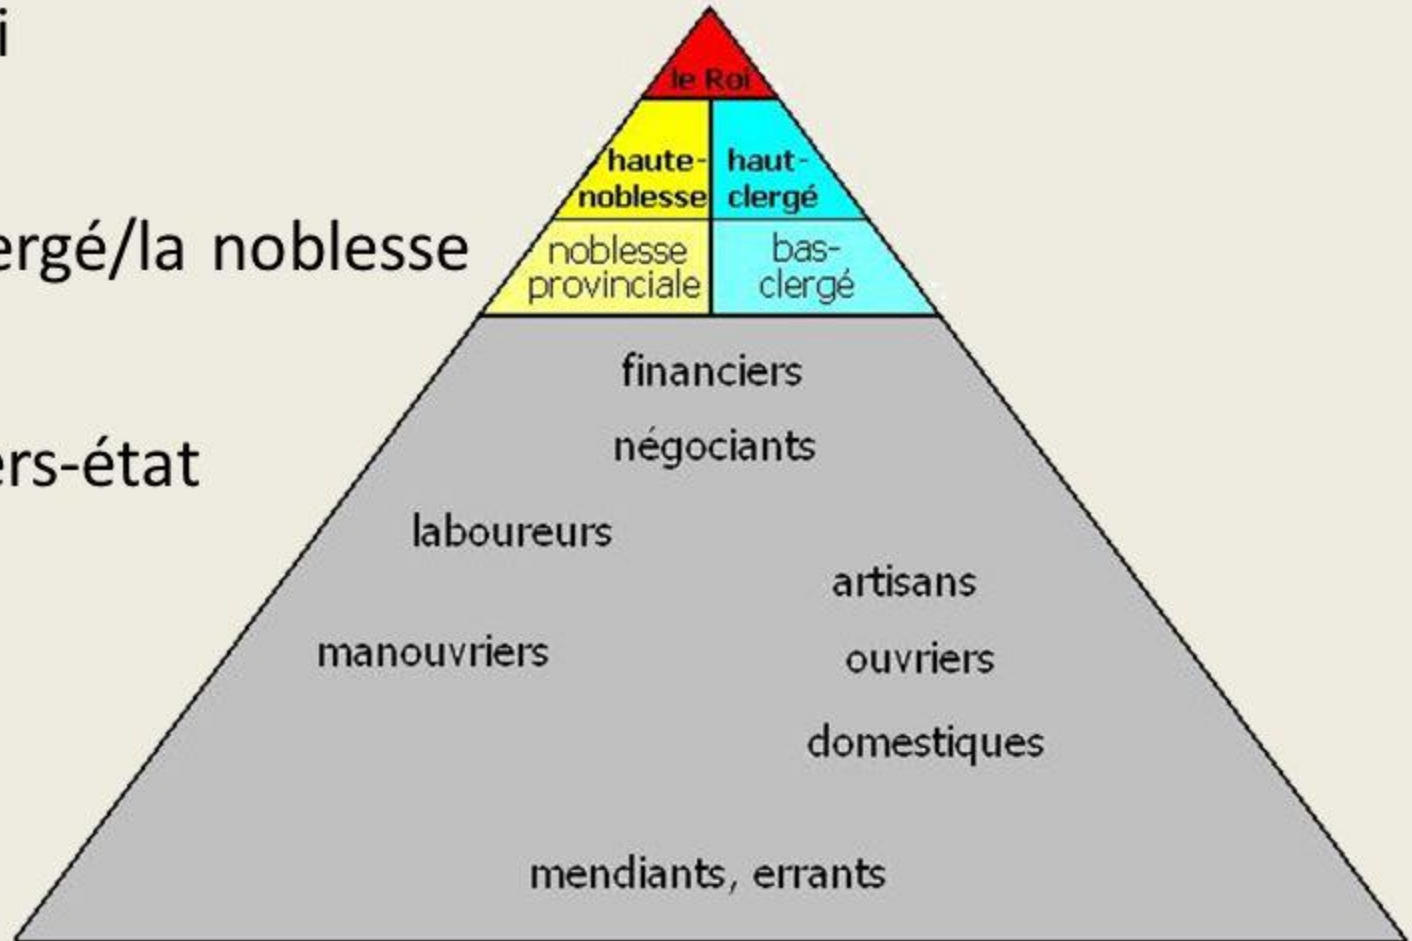 i
le Roi
haute-
noblesse
haut-
clergé
ergé/la noblesse
noblesse
provinciale
bas-
clergé
financiers
négociants
ers-état
laboureurs
artisans
manouvriers
ouvriers
domestiques
mendiants, errants